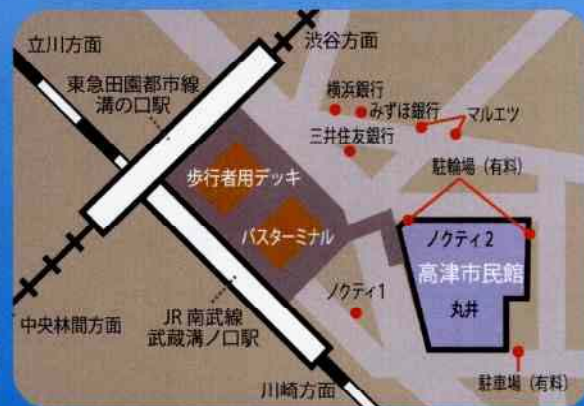 立川方面
渋谷方面
東急田園都市線
溝の口駅
横浜銀行
みずほ銀行
マルエツ
三井住友銀行
駐輪場（有料）
歩行者用デッキ
バスターミナル
ノクティ2
高津市民館
丸井
ノクティ1
中央林間方面
JR 南武線
武蔵溝ノ口駅
川崎方面
駐車場（有料）